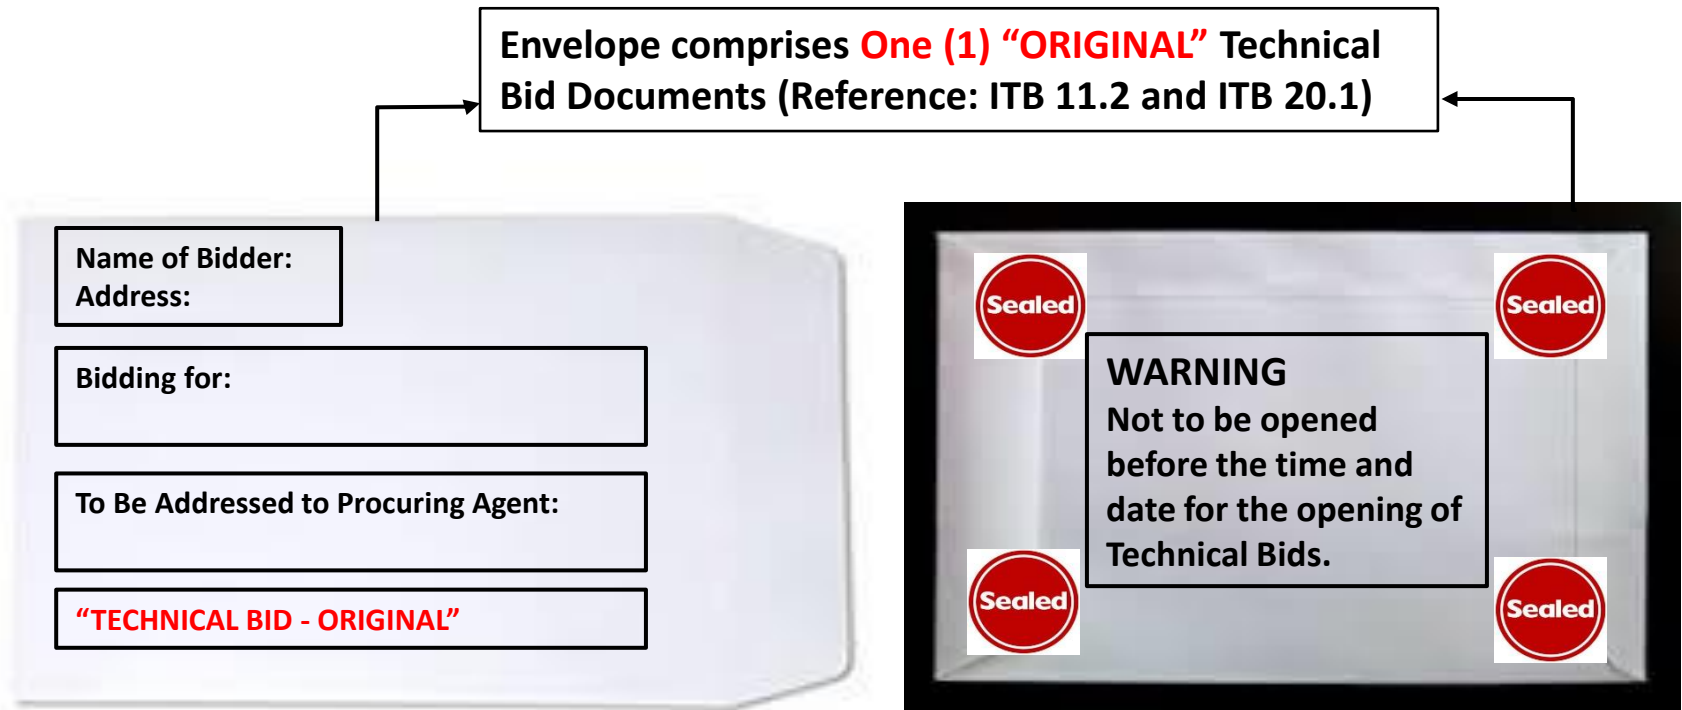 Envelope comprises One (1) “ORIGINAL” Technical
Bid Documents (Reference: ITB 11.2 and ITB 20.1)
Name of Bidder:
Address:
Bidding for:
To Be Addressed to Procuring Agent:
“TECHNICAL BID - ORIGINAL”
Sealed
Sealed
WARNING
Not to be opened
before the time and
date for the opening of
Technical Bids.
Sealed
Sealed